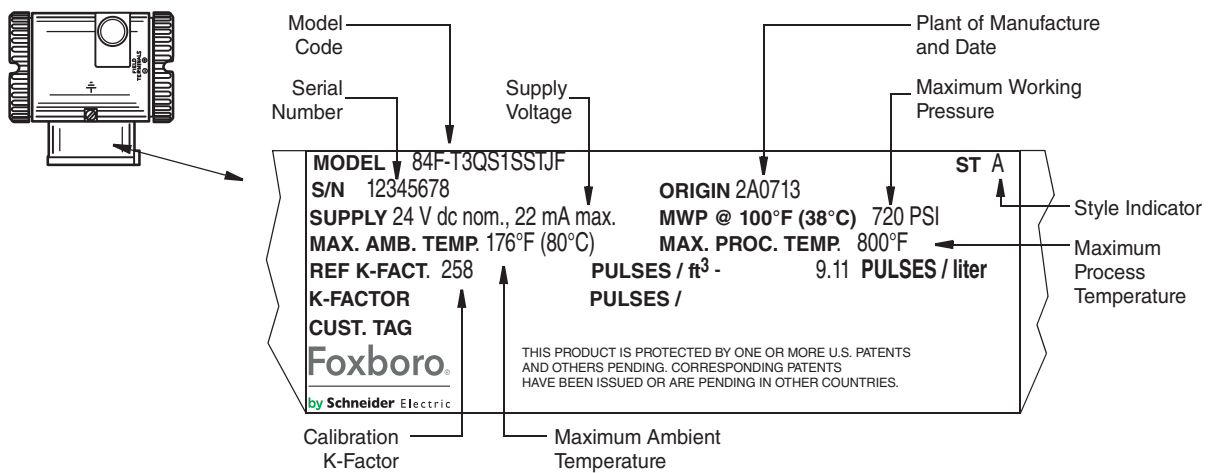 Model
Code
Serial
Number
Supply
Voltage
Plant of Manufacture
and Date
Maximum Working
Pressure
FIELD
TERMINALS
MODEL 84F-T3QS1SSTJF
ST A
S/N 12345678
ORIGIN 2A0713
SUPPLY 24 V dc nom., 22 mA max.
MWP @ 100°F (38°C) 720 PSI
MAX. AMB. TEMP. 176°F (80°C)
MAX. PROC. TEMP. 800°F
REF K-FACT. 258 PULSES / ft³ - 9.11 PULSES / liter
K-FACTOR PULSES /
CUST. TAG
Foxboro®
by Schneider Electric
THIS PRODUCT IS PROTECTED BY ONE OR MORE U.S. PATENTS
AND OTHERS PENDING. CORRESPONDING PATENTS
HAVE BEEN ISSUED OR ARE PENDING IN OTHER COUNTRIES.
Style Indicator
Maximum
Process
Temperature
Calibration
K-Factor
Maximum Ambient
Temperature